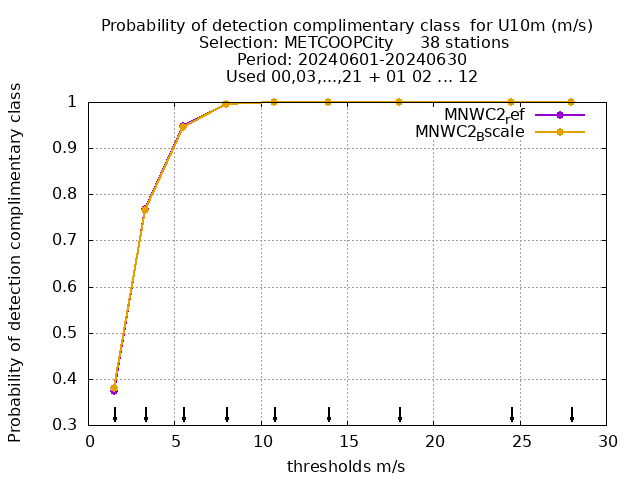 Probability of detection complimentary class  for U10m (m/s)
Selection: METCOOPCity     38 stations
Period: 20240601-20240630
Used 00,03,...,21 + 01 02 ... 12
MNWC2ref
MNWC2Bscale
Probability of detection complimentary class
1
0.9
0.8
0.7
0.6
0.5
0.4
0.3
0 5 10 15 20 25 30
thresholds m/s